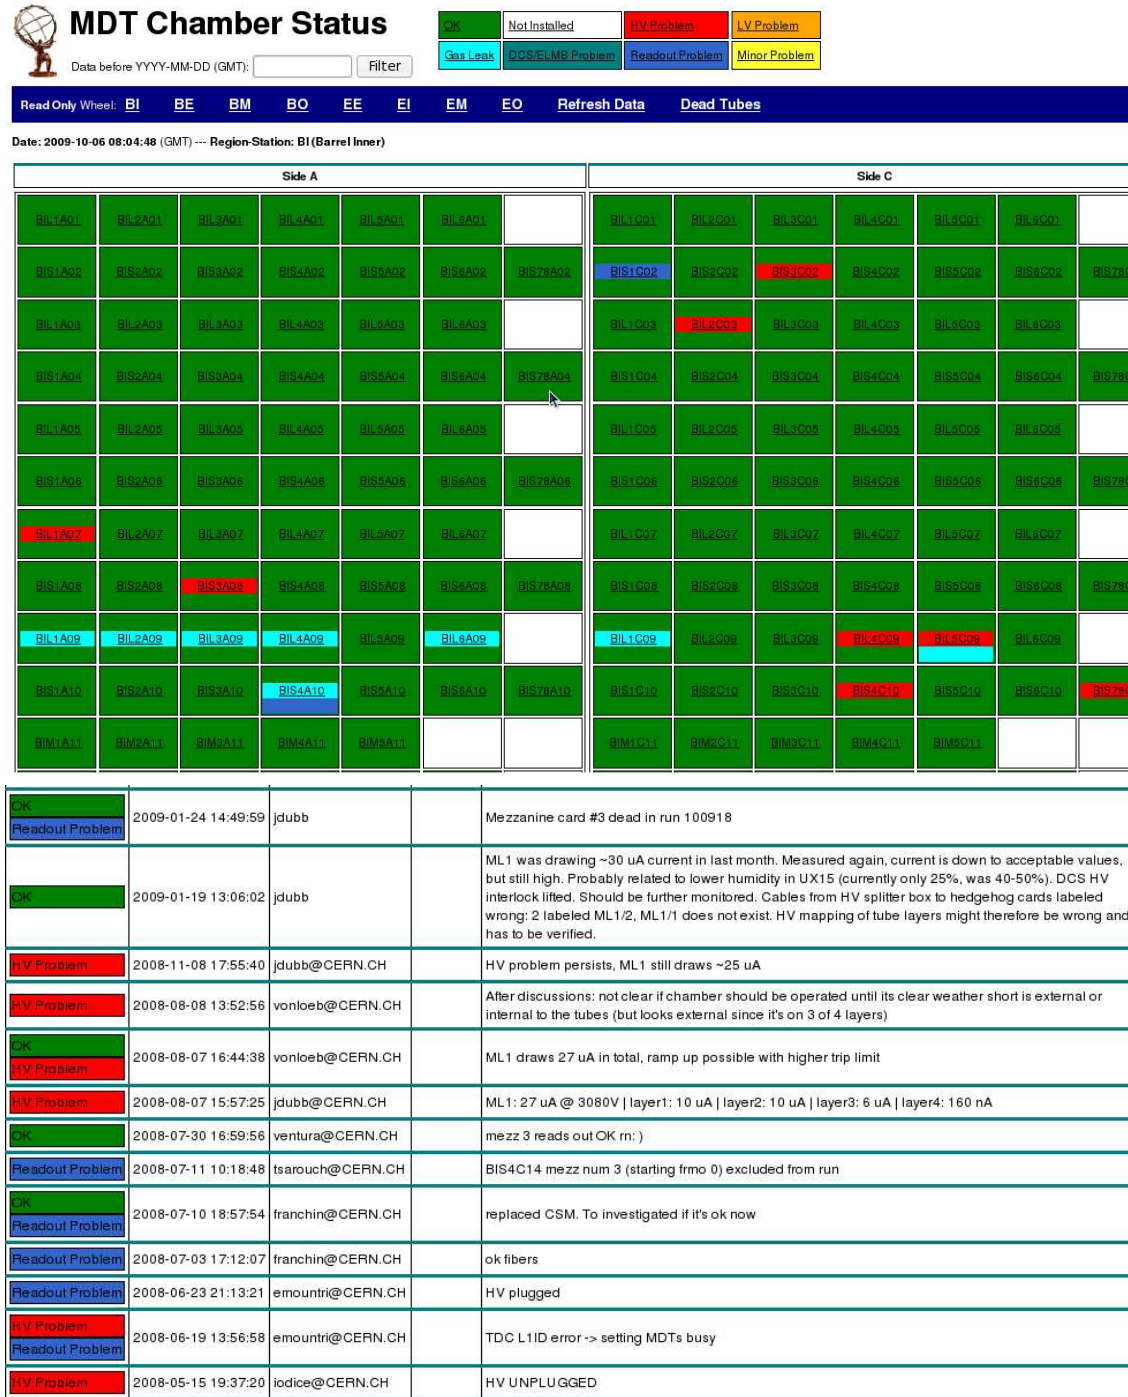 MDT Chamber Status
Data before YYYY-MM-DD (GMT): Filter
OK Not Installed HV Problem LV Problem
Gas Leak DCS/ELMB Problem Readout Problem Minor Problem
Read Only Wheel: BI BE BM BO EE EI EM EO Refresh Data Dead Tubes
Date: 2009-10-06 08:04:48 (GMT) --- Region-Station: BI (Barrel Inner)
Side A Side C
BIL1A01 BIL2A01 BIL3A01 BIL4A01 BIL5A01 BIL6A01 BIL1C01 BIL2C01 BIL3C01 BIL4C01 BIL5C01 BIL6C01
BIS1A02 BIS2A02 BIS3A02 BIS4A02 BIS5A02 BIS6A02 BIS78A02 BIS1C02 BIS2C02 BIS3C02 BIS4C02 BIS5C02 BIS6C02 BIS78
BIL1A03 BIL2A03 BIL3A03 BIL4A03 BIL5A03 BIL6A03 BIL1C03 BIL2C03 BIL3C03 BIL4C03 BIL5C03 BIL6C03
BIS1A04 BIS2A04 BIS3A04 BIS4A04 BIS5A04 BIS6A04 BIS78A04 BIS1C04 BIS2C04 BIS3C04 BIS4C04 BIS5C04 BIS6C04 BIS78
BIL1A05 BIL2A05 BIL3A05 BIL4A05 BIL5A05 BIL6A05 BIL1C05 BIL2C05 BIL3C05 BIL4C05 BIL5C05 BIL6C05
BIS1A06 BIS2A06 BIS3A06 BIS4A06 BIS5A06 BIS6A06 BIS78A06 BIS1C06 BIS2C06 BIS3C06 BIS4C06 BIS5C06 BIS6C06 BIS78
BIL1A07 BIL2A07 BIL3A07 BIL4A07 BIL5A07 BIL6A07 BIL1C07 BIL2C07 BIL3C07 BIL4C07 BIL5C07 BIL6C07
BIS1A08 BIS2A08 BIS3A08 BIS4A08 BIS5A08 BIS6A08 BIS78A08 BIS1C08 BIS2C08 BIS3C08 BIS4C08 BIS5C08 BIS6C08 BIS78
BIL1A09 BIL2A09 BIL3A09 BIL4A09 BIL5A09 BIL6A09 BIL1C09 BIL2C09 BIL3C09 BIL4C09 BIL5C09 BIL6C09
BIS1A10 BIS2A10 BIS3A10 BIS4A10 BIS5A10 BIS6A10 BIS78A10 BIS1C10 BIS2C10 BIS3C10 BIS4C10 BIS5C10 BIS6C10 BIS78
BIM1A11 BIM2A11 BIM3A11 BIM4A11 BIM5A11 BIM1C11 BIM2C11 BIM3C11 BIM4C11 BIM5C11
OK
Readout Problem 2009-01-24 14:49:59 jdubb Mezzanine card #3 dead in run 100918
OK 2009-01-19 13:06:02 jdubb ML1 was drawing ~30 uA current in last month. Measured again, current is down to acceptable values,
but still high. Probably related to lower humidity in UX15 (currently only 25%, was 40-50%). DCS HV
interlock lifted. Should be further monitored. Cables from HV splitter box to hedgehog cards labeled
wrong: 2 labeled ML1/2, ML1/1 does not exist. HV mapping of tube layers might therefore be wrong and
has to be verified.
HV Problem 2008-11-08 17:55:40 jdubb@CERN.CH HV problem persists, ML1 still draws ~25 uA
HV Problem 2008-08-08 13:52:56 vonloeb@CERN.CH After discussions: not clear if chamber should be operated until its clear weather short is external or
internal to the tubes (but looks external since it's on 3 of 4 layers)
OK
HV Problem 2008-08-07 16:44:38 vonloeb@CERN.CH ML1 draws 27 uA in total, ramp up possible with higher trip limit
HV Problem 2008-08-07 15:57:25 jdubb@CERN.CH ML1: 27 uA @ 3080V | layer1: 10 uA | layer2: 10 uA | layer3: 6 uA | layer4: 160 nA
OK 2008-07-30 16:59:56 ventura@CERN.CH mezz 3 reads out OK rn: )
Readout Problem 2008-07-11 10:18:48 tsarouch@CERN.CH BIS4C14 mezz num 3 (starting frmo 0) excluded from run
OK
Readout Problem 2008-07-10 18:57:54 franchin@CERN.CH replaced CSM. To investigated if it's ok now
Readout Problem 2008-07-03 17:12:07 franchin@CERN.CH ok fibers
Readout Problem 2008-06-23 21:13:21 emountri@CERN.CH HV plugged
HV Problem
Readout Problem 2008-06-19 13:56:58 emountri@CERN.CH TDC L1ID error -> setting MDTs busy
HV Problem 2008-05-15 19:37:20 iodice@CERN.CH HV UNPLUGGED